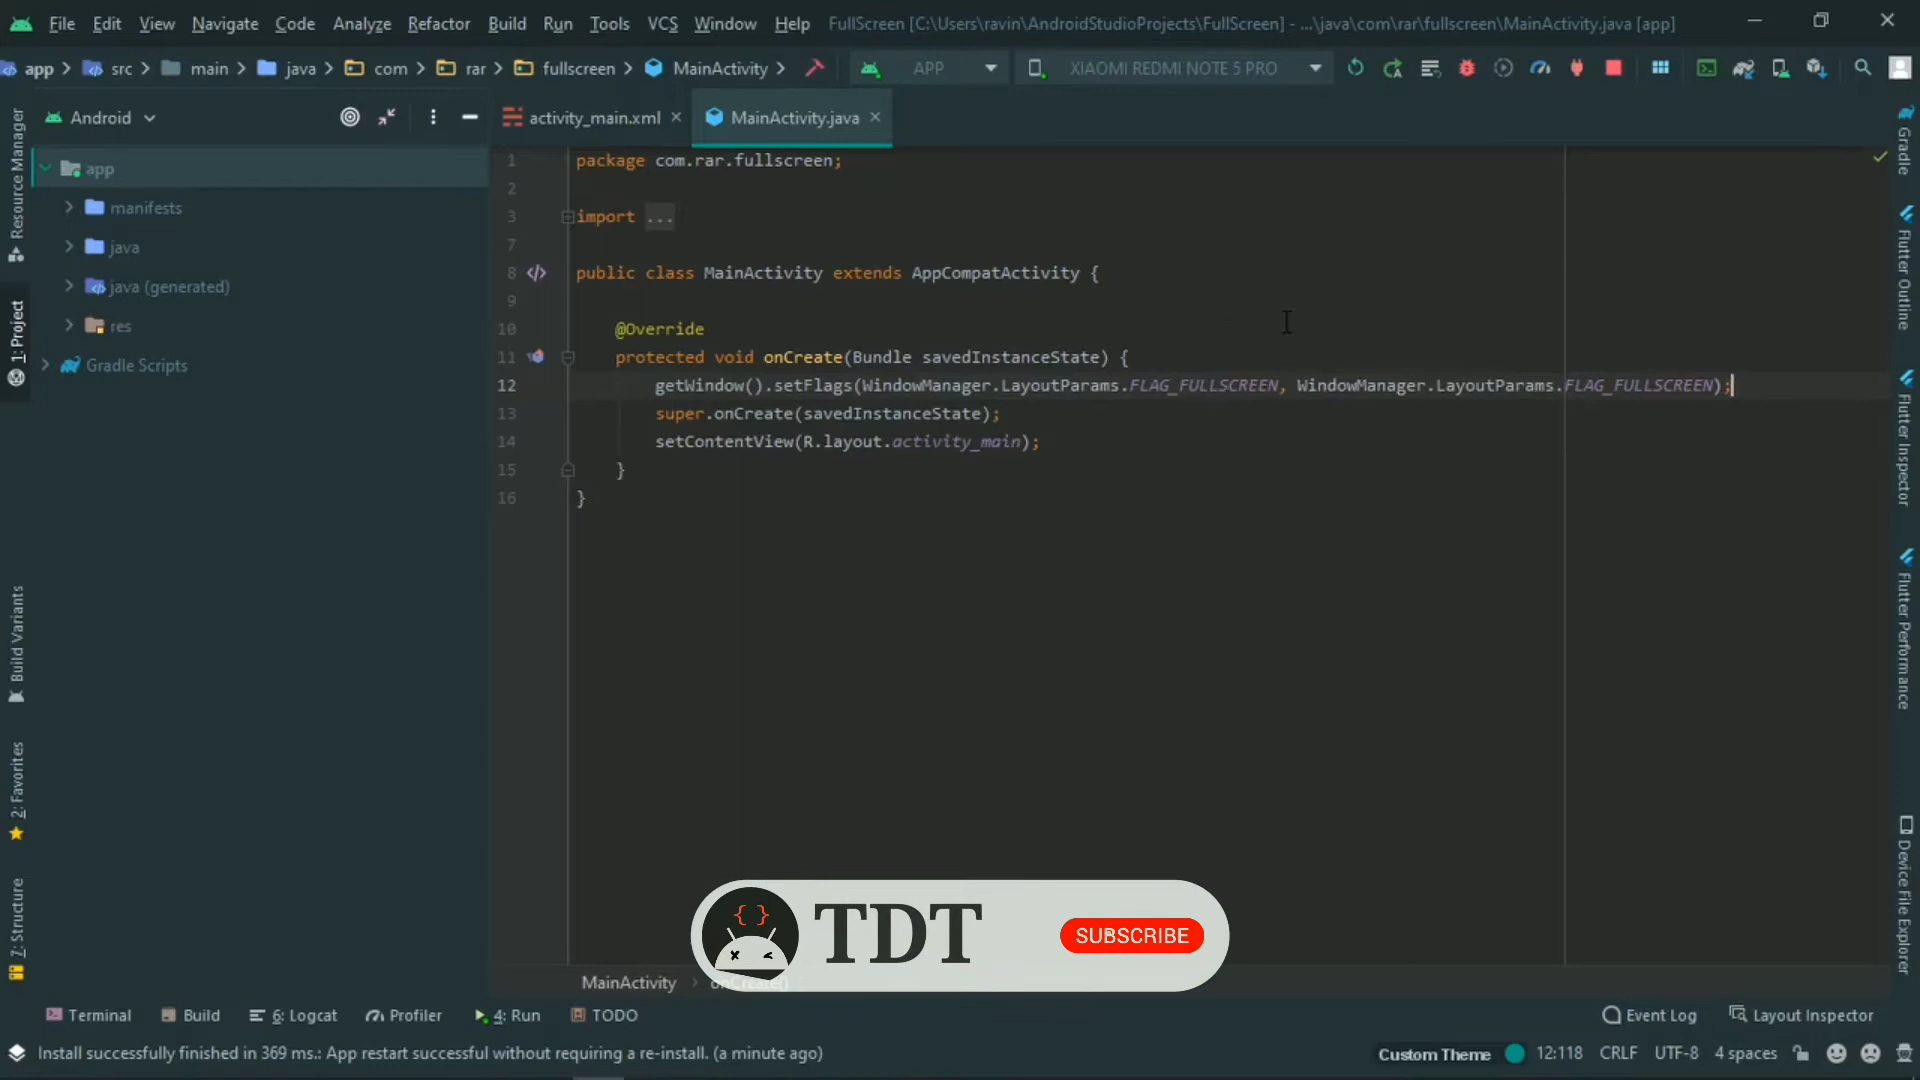 File Edit View Navigate Code Analyze Refactor Build Run Tools VCS Window Help FullScreen [C:\Users\ravin\AndroidStudioProjects\FullScreen] - ...\java\com\rar\fullscreen\MainActivity.java [app]
app src main java com rar fullscreen MainActivity APP XIAOMI REDMI NOTE 5 PRO
Android
activity_main.xml MainActivity.java
app
manifests
java
java (generated)
res
Gradle Scripts
1 package com.rar.fullscreen;
2
3 import ...
7
8 public class MainActivity extends AppCompatActivity {
9
10 @Override
11 protected void onCreate(Bundle savedInstanceState) {
12 getWindow().setFlags(WindowManager.LayoutParams.FLAG_FULLSCREEN, WindowManager.LayoutParams.FLAG_FULLSCREEN);
13 super.onCreate(savedInstanceState);
14 setContentView(R.layout.activity_main);
15 }
16 }
Resource Manager
1: Project
Build Variants
2: Favorites
7: Structure
Gradle
Flutter Outline
Flutter Inspector
Flutter Performance
Device File Explorer
{ } TDT SUBSCRIBE
MainActivity onCreate()
Terminal Build 6: Logcat Profiler 4: Run TODO Event Log Layout Inspector
Install successfully finished in 369 ms.: App restart successful without requiring a re-install. (a minute ago) Custom Theme 12:118 CRLF UTF-8 4 spaces